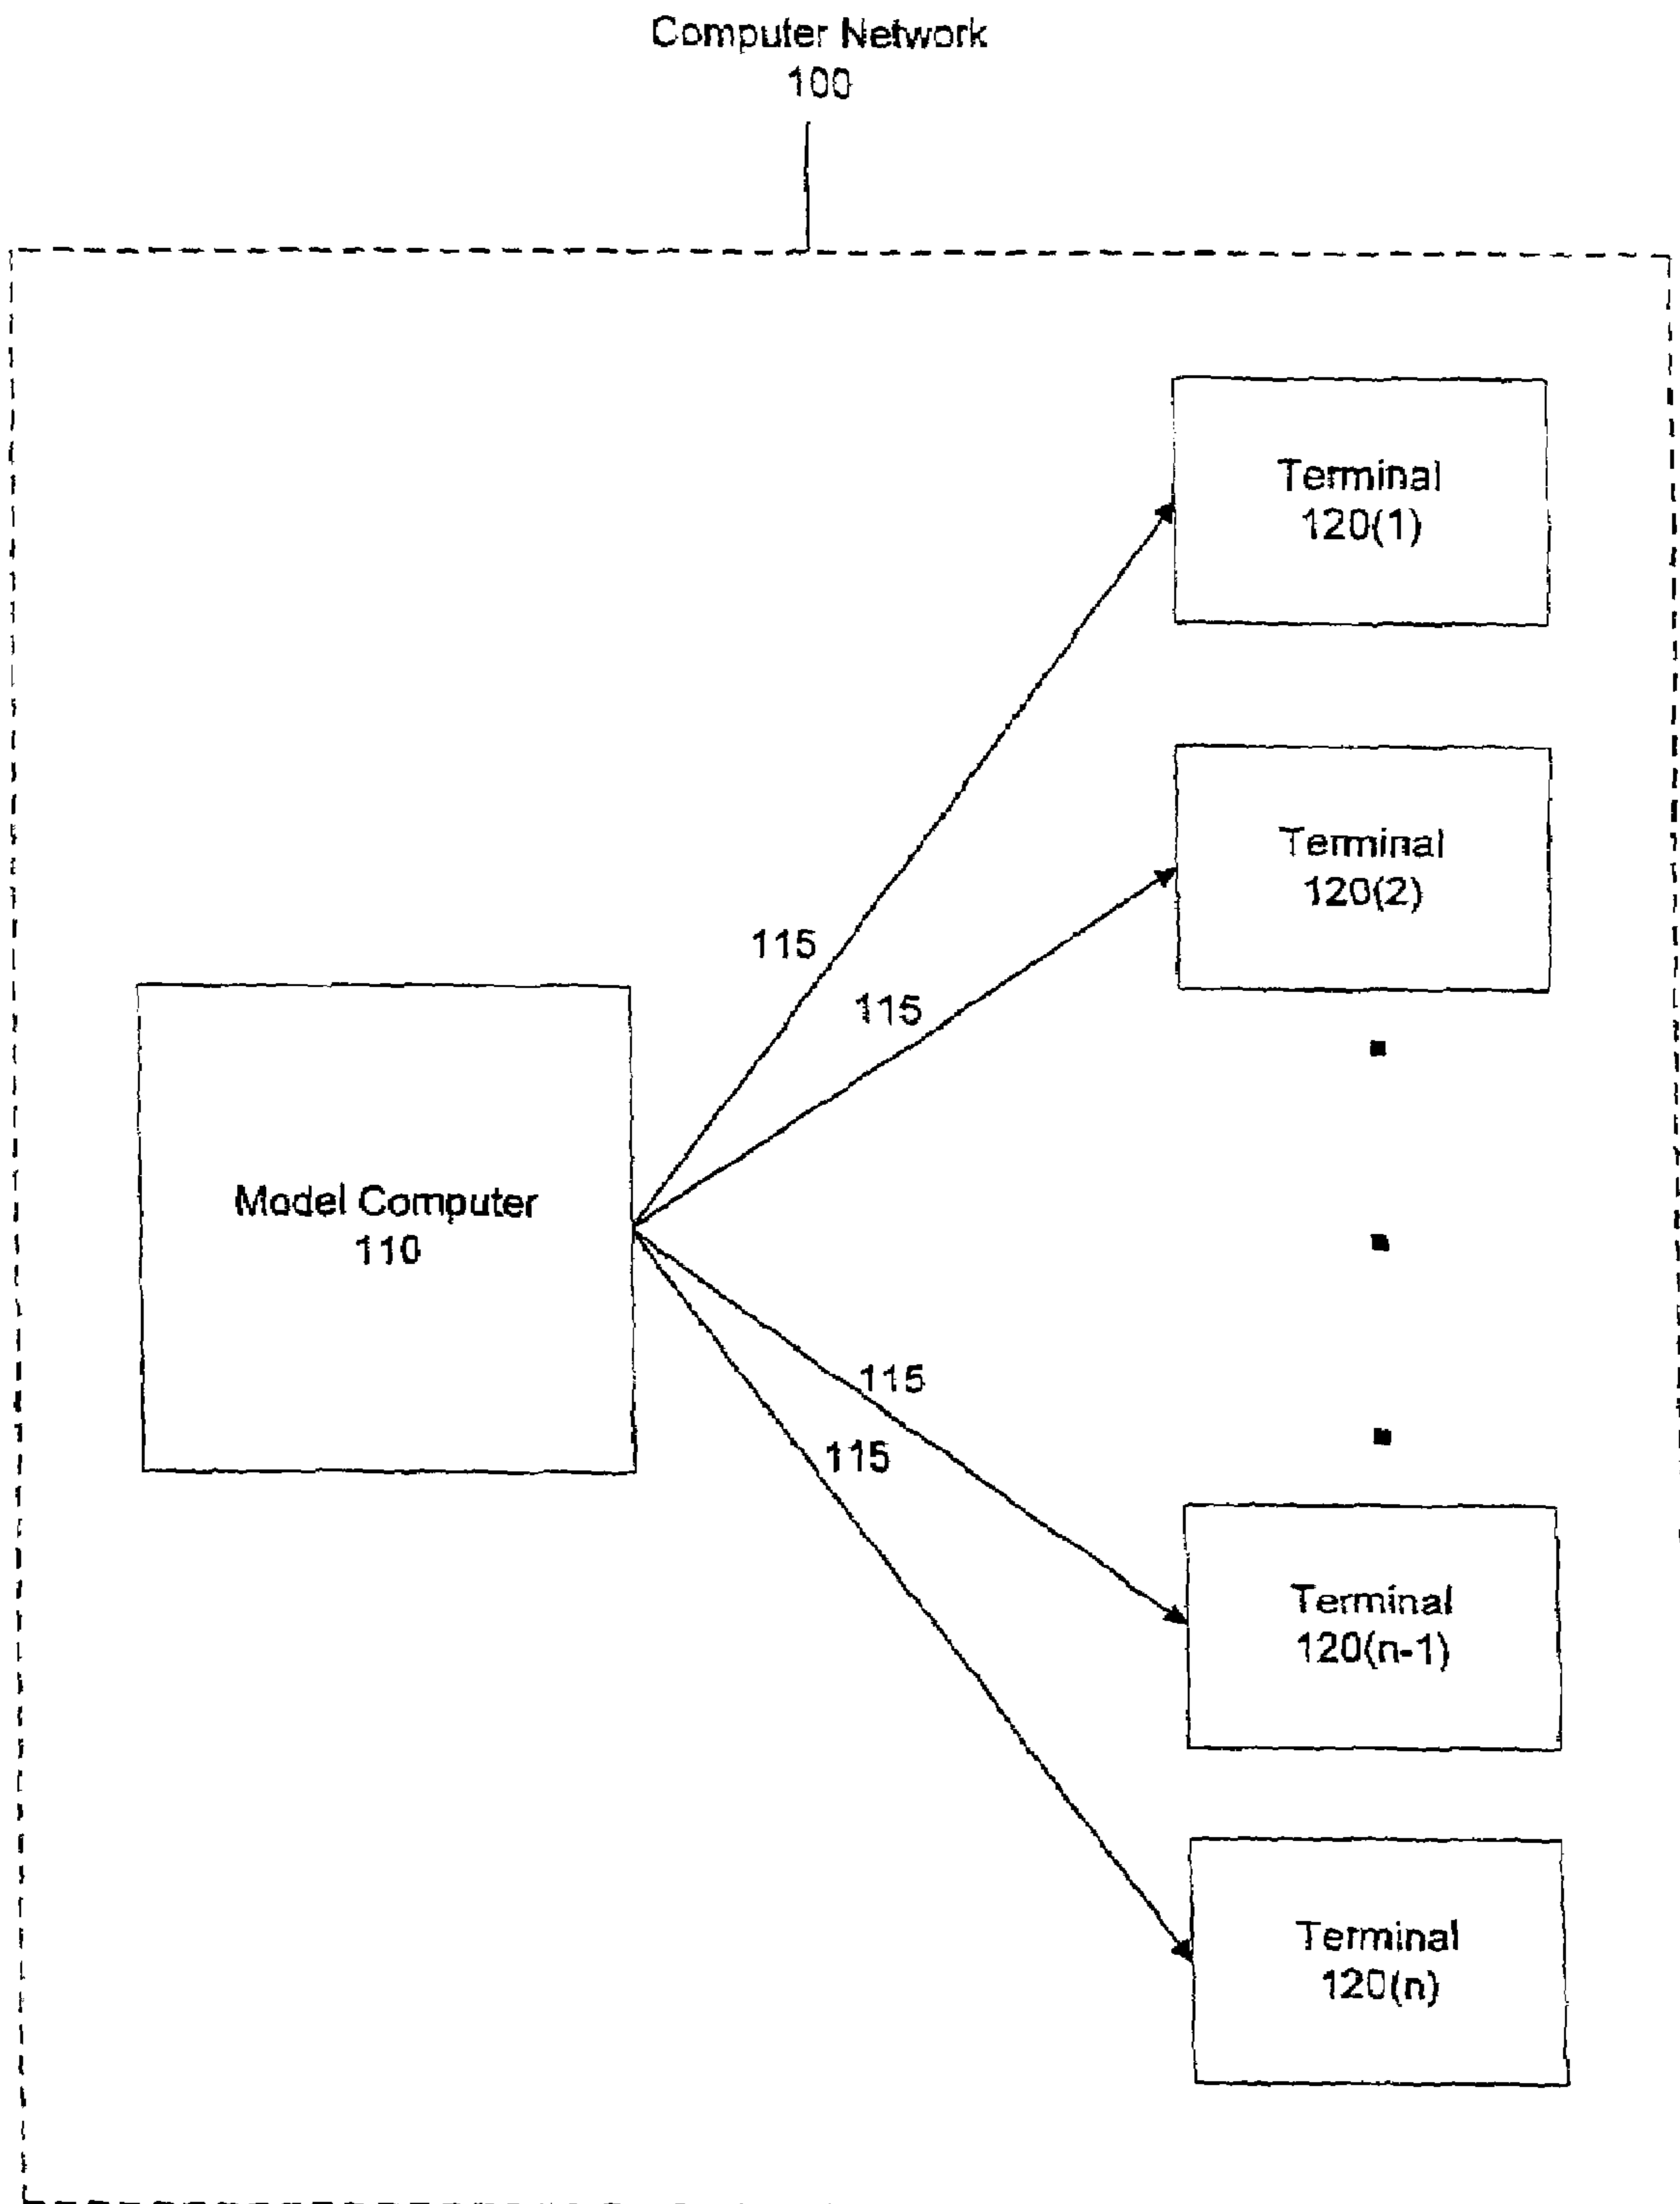 Computer Network
100
Terminal
120(1)
Terminal
120(2)
115
115
Model Computer
110
115
115
Terminal
120(n-1)
Terminal
120(n)